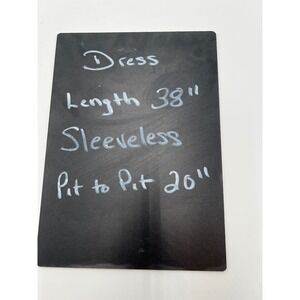 Dress
Length 38"
Sleeveless
Pit to Pit 20"